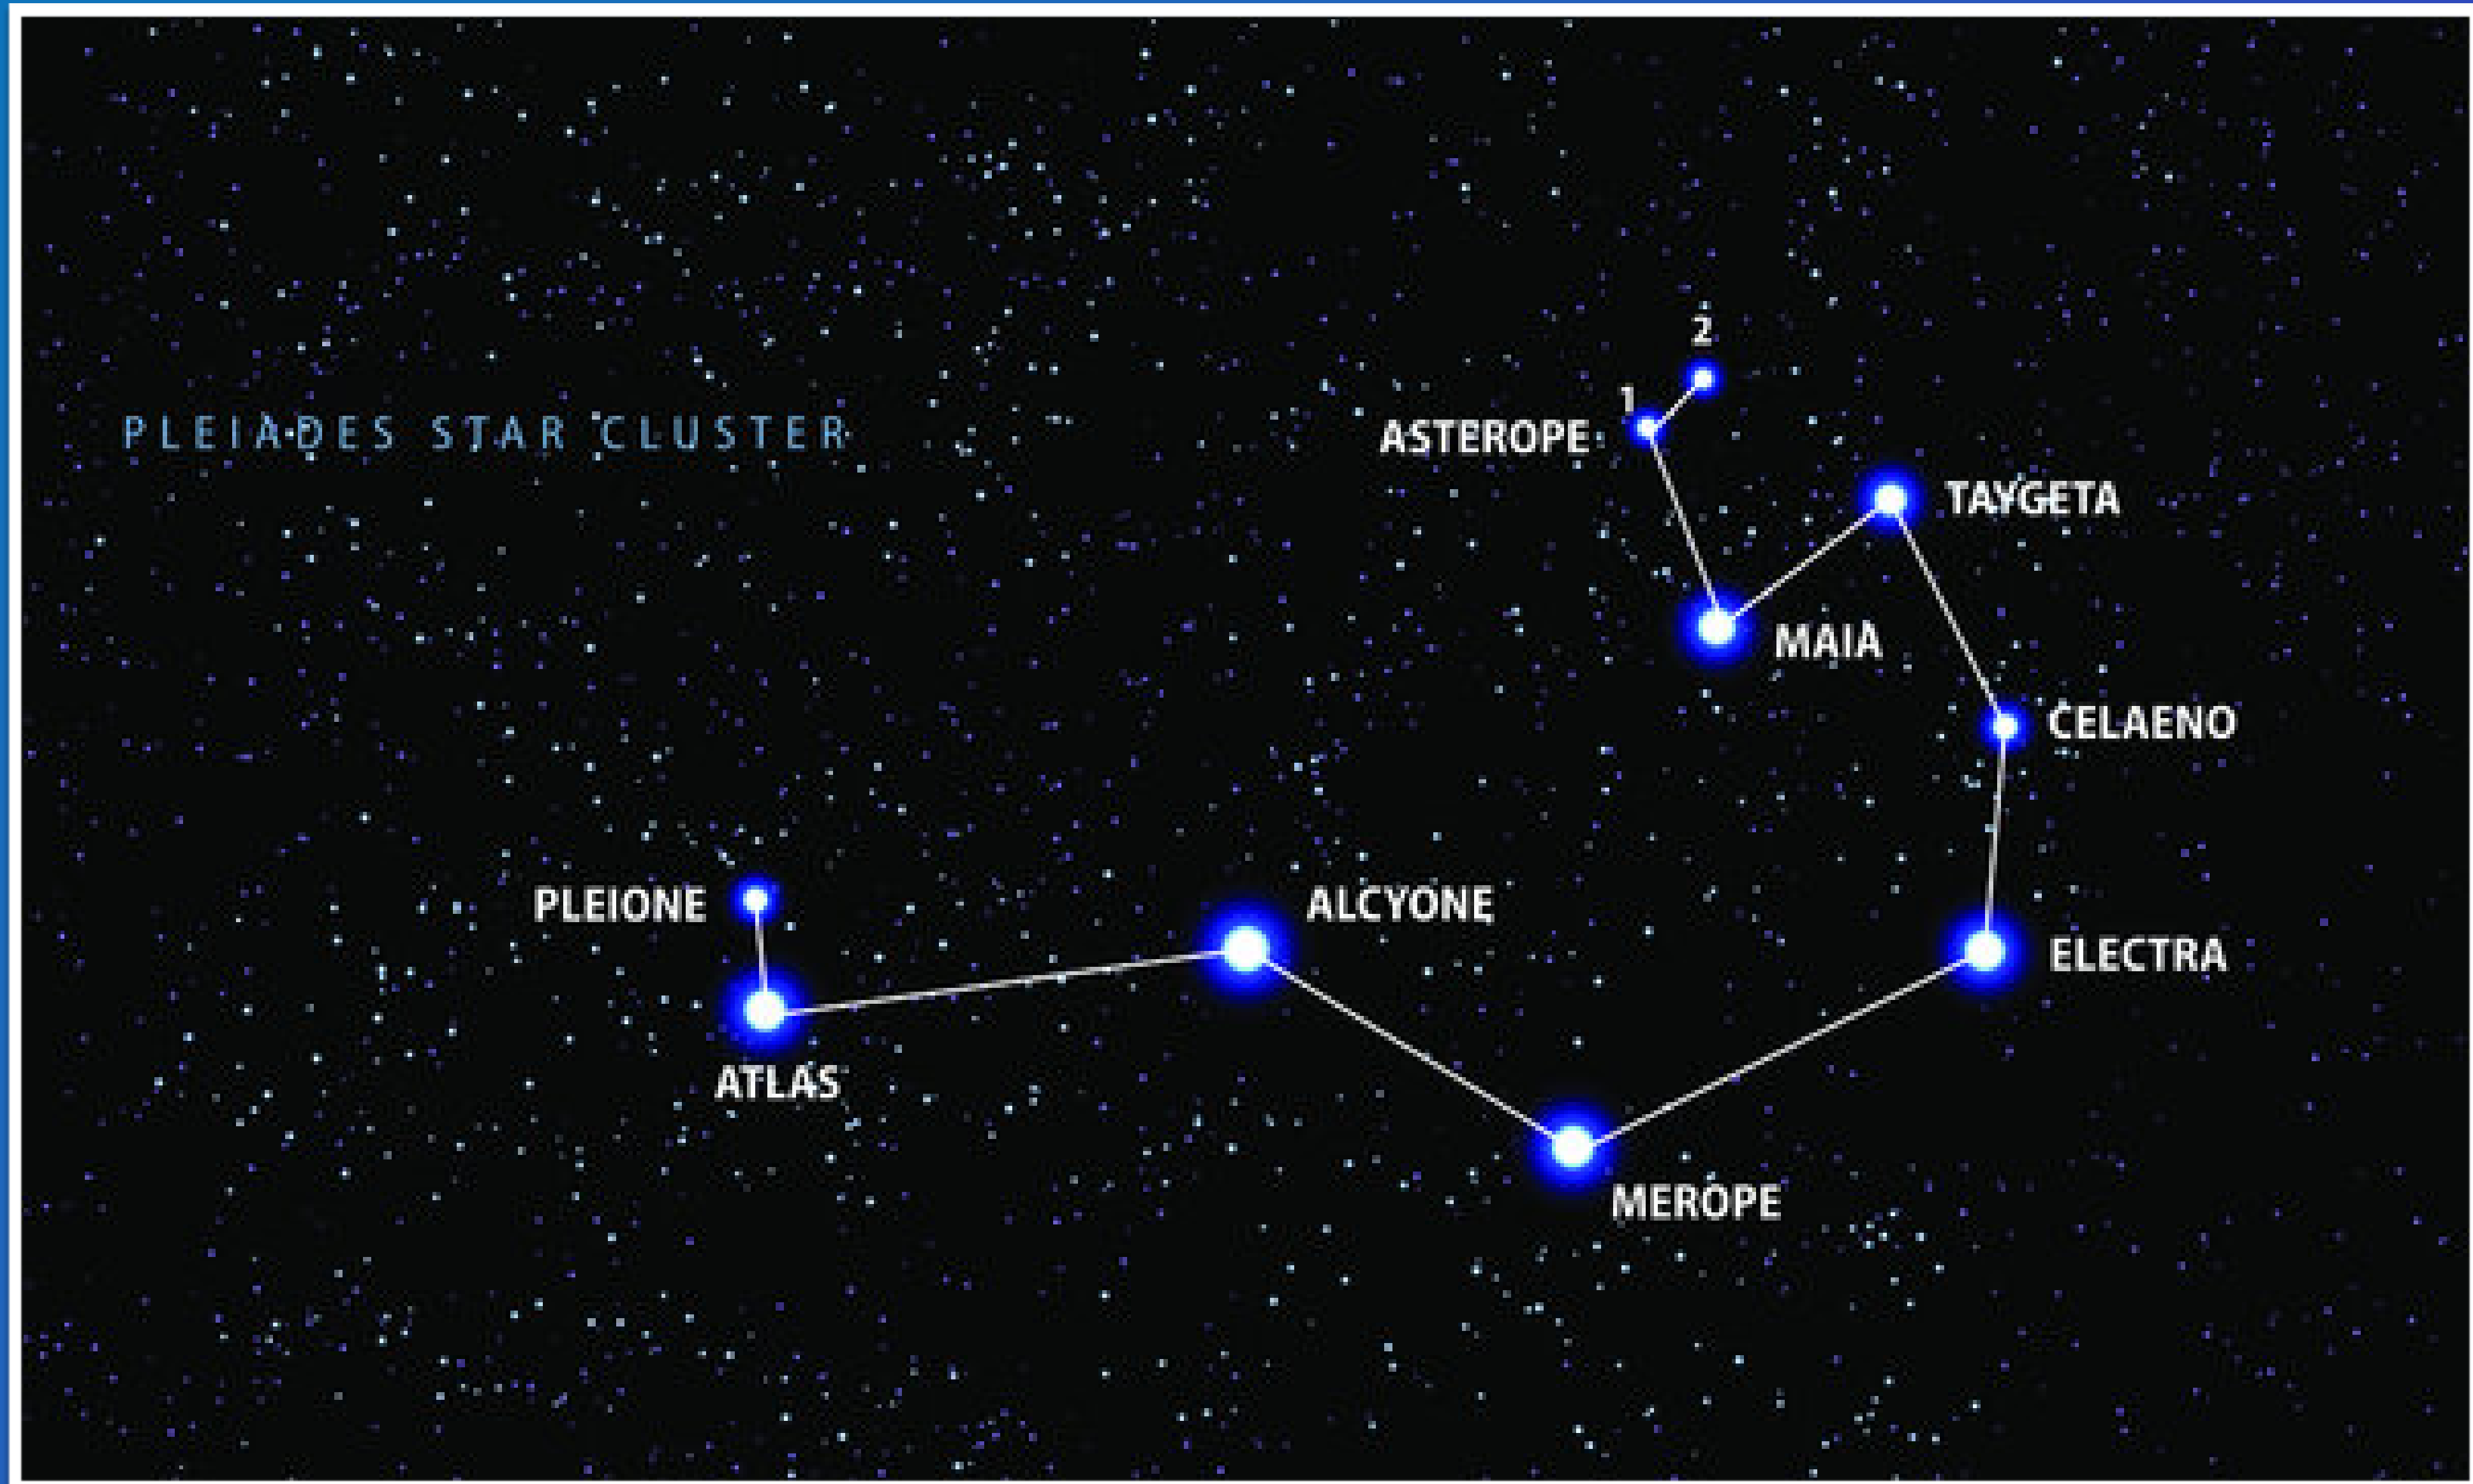 2
1
ASTEROPE
PLEIADES STAR CLUSTER
TAYGETA
MAIA
CELAENO
PLEIONE
ALCYONE
ELECTRA
ATLAS
MEROPE